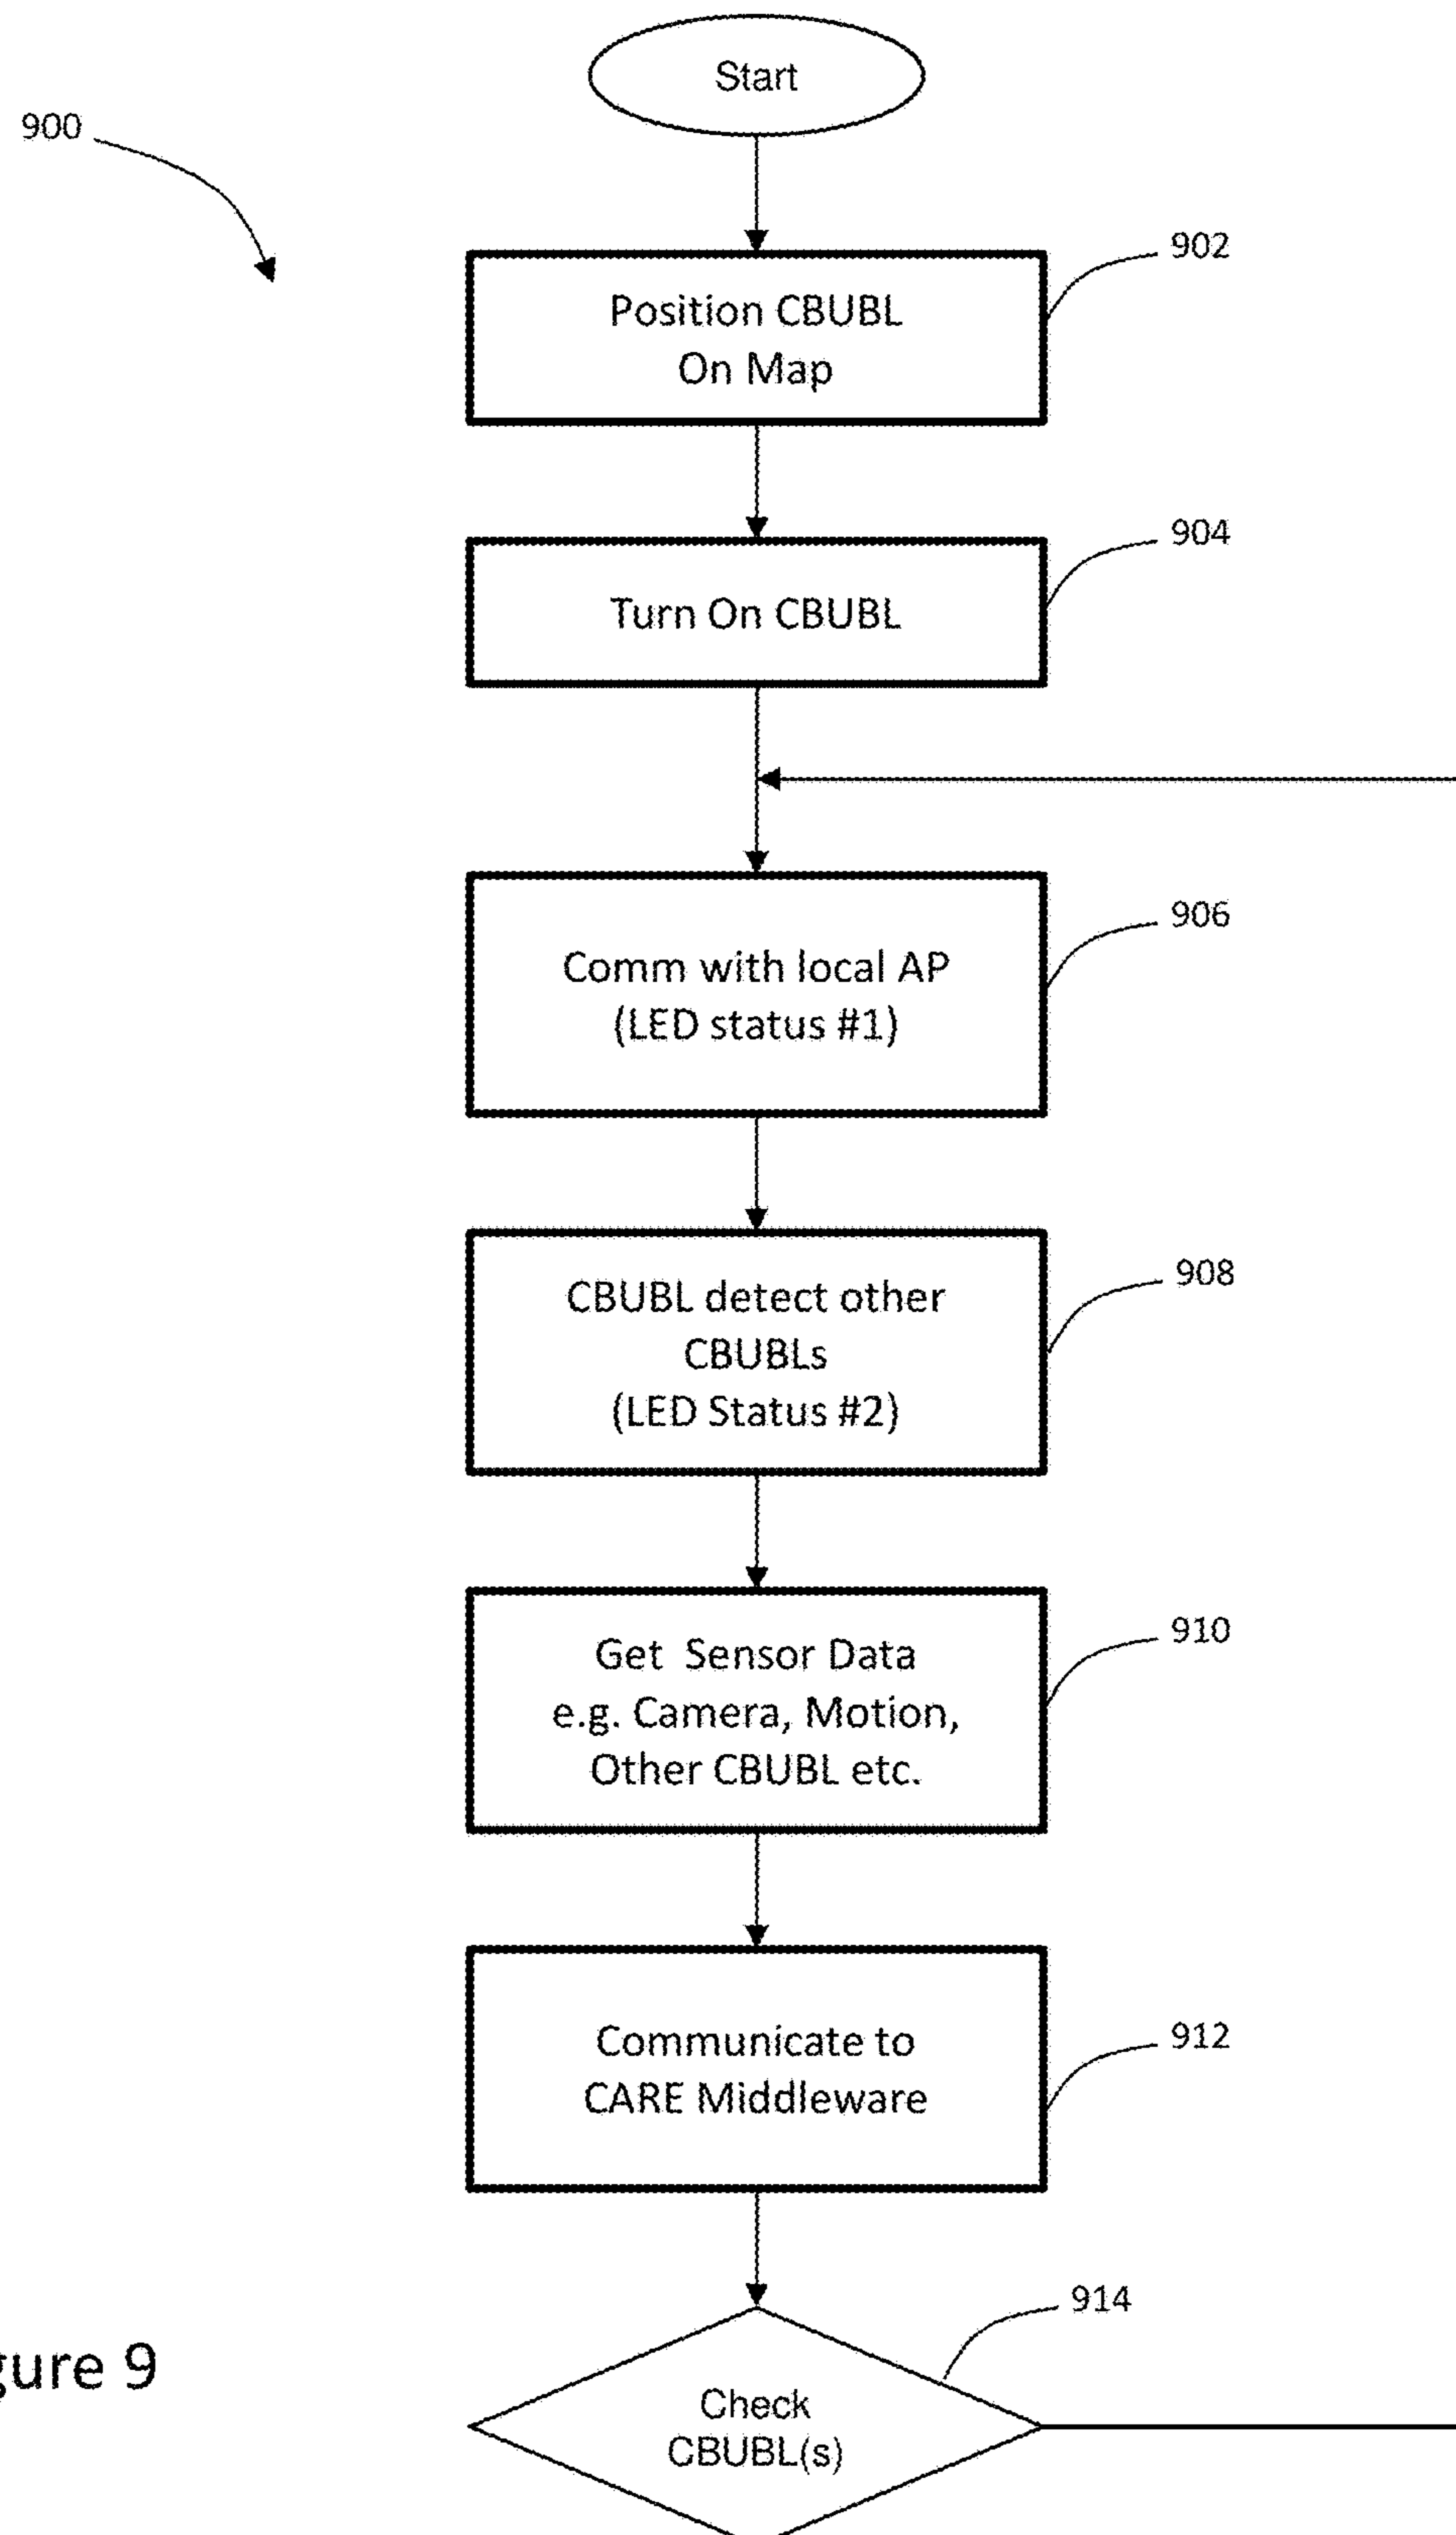 Start
900
902
Position CBUBL
On Map
904
Turn On CBUBL
906
Comm with local AP
(LED status #1)
908
CBUBL detect other
CBUBLs
(LED Status #2)
910
Get Sensor Data
e.g. Camera, Motion,
Other CBUBL etc.
912
Communicate to
CARE Middleware
914
gure 9
Check
CBUBL(s)